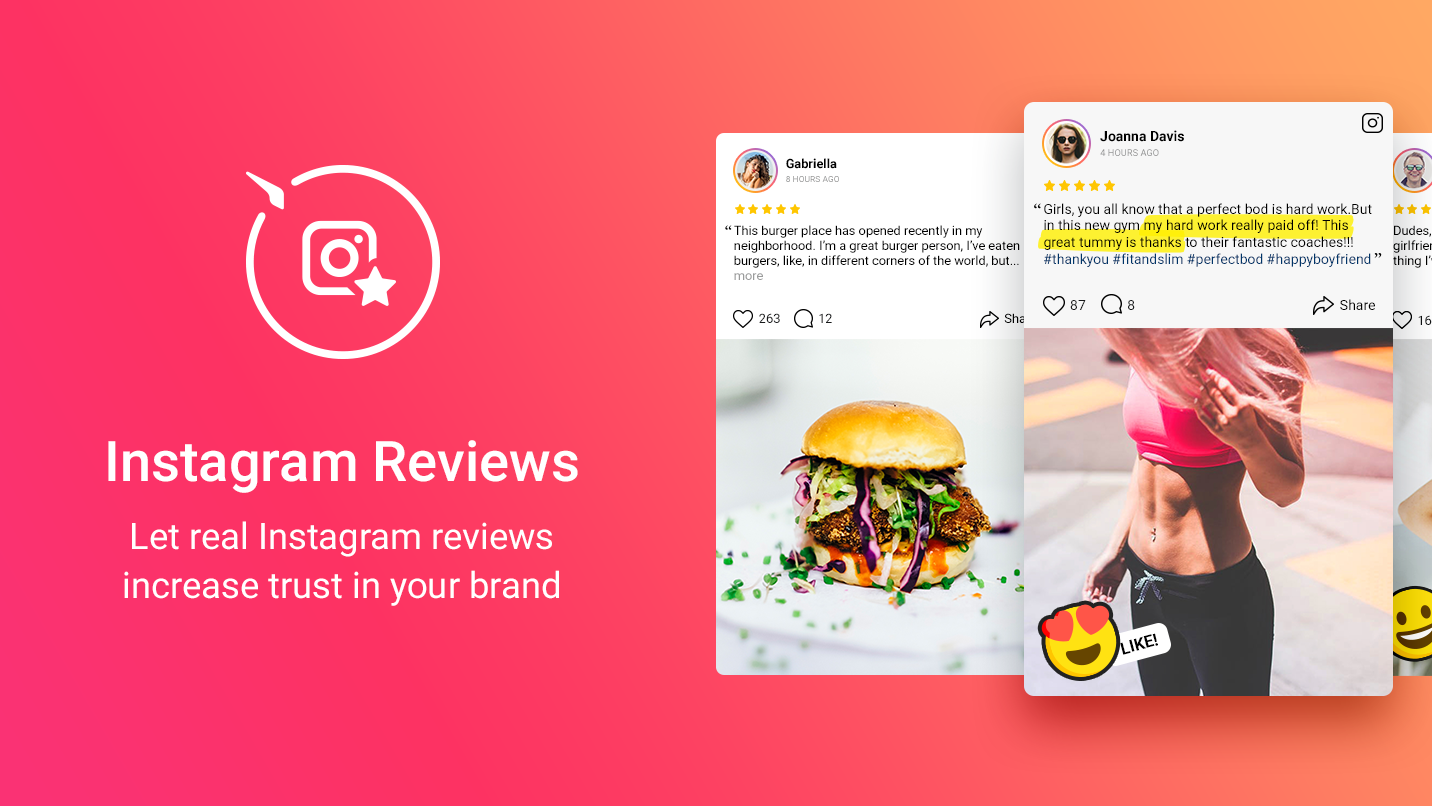 Instagram Reviews
Let real Instagram reviews
increase trust in your brand
Gabriella
8 HOURS AGO
“ This burger place has opened recently in my
neighborhood. I’m a great burger person, I’ve eaten
burgers, like, in different corners of the world, but...
more
263 12
Joanna Davis
4 HOURS AGO
“ Girls, you all know that a perfect bod is hard work.But
in this new gym my hard work really paid off! This
great tummy is thanks to their fantastic coaches!!!
#thankyou #fitandslim #perfectbod #happyboyfriend ”
87 8 Share
LIKE!
Dudes,